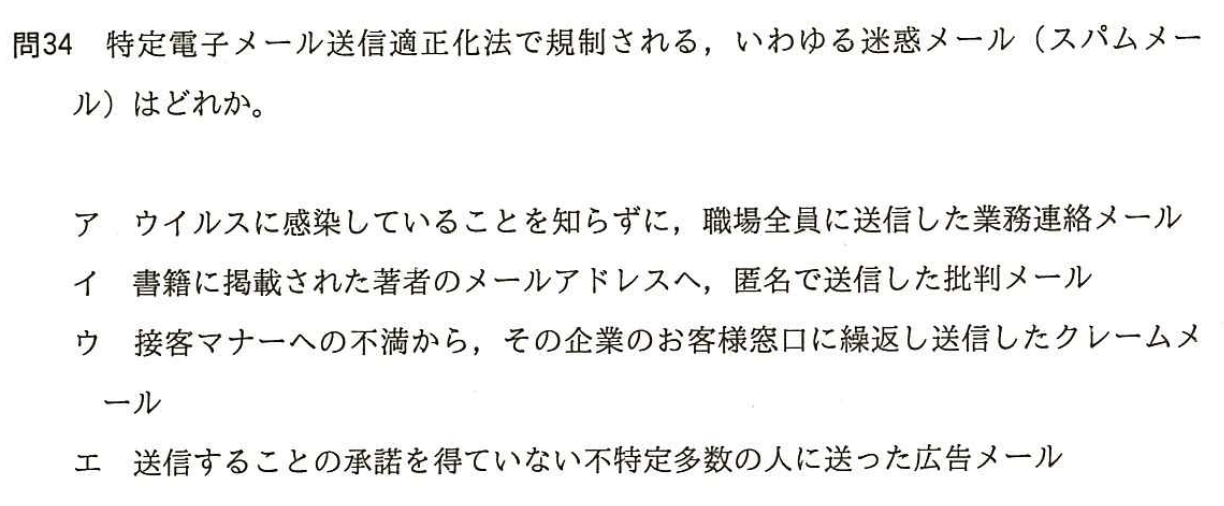 問34　特定電子メール送信適正化法で規制される，いわゆる迷惑メール（スパムメー
ル）はどれか。
ア　ウイルスに感染していることを知らずに，職場全員に送信した業務連絡メール
イ　書籍に掲載された著者のメールアドレスへ，匿名で送信した批判メール
ウ　接客マナーへの不満から，その企業のお客様窓口に繰返し送信したクレームメ
ール
エ　送信することの承諾を得ていない不特定多数の人に送った広告メール